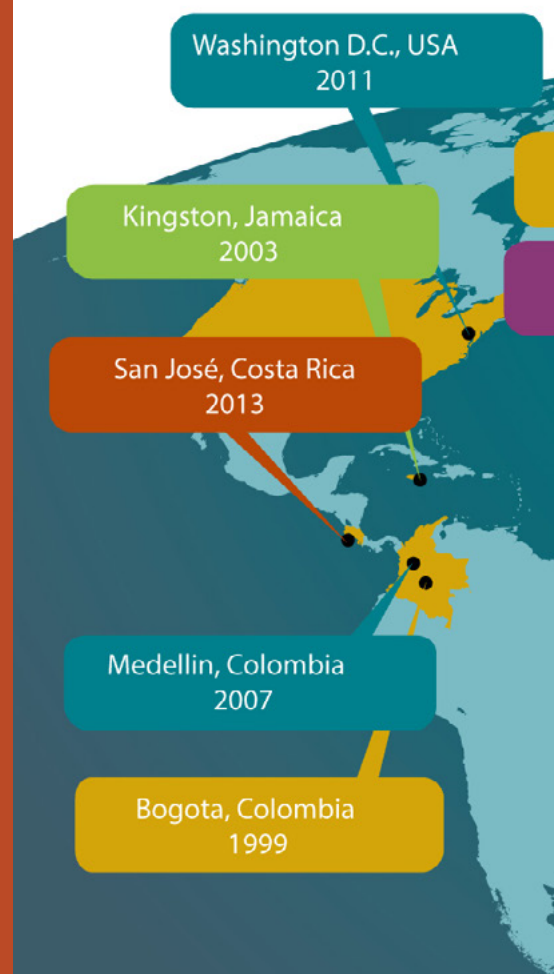 Washington D.C., USA
2011
Kingston, Jamaica
2003
San José, Costa Rica
2013
Medellin, Colombia
2007
Bogota, Colombia
1999